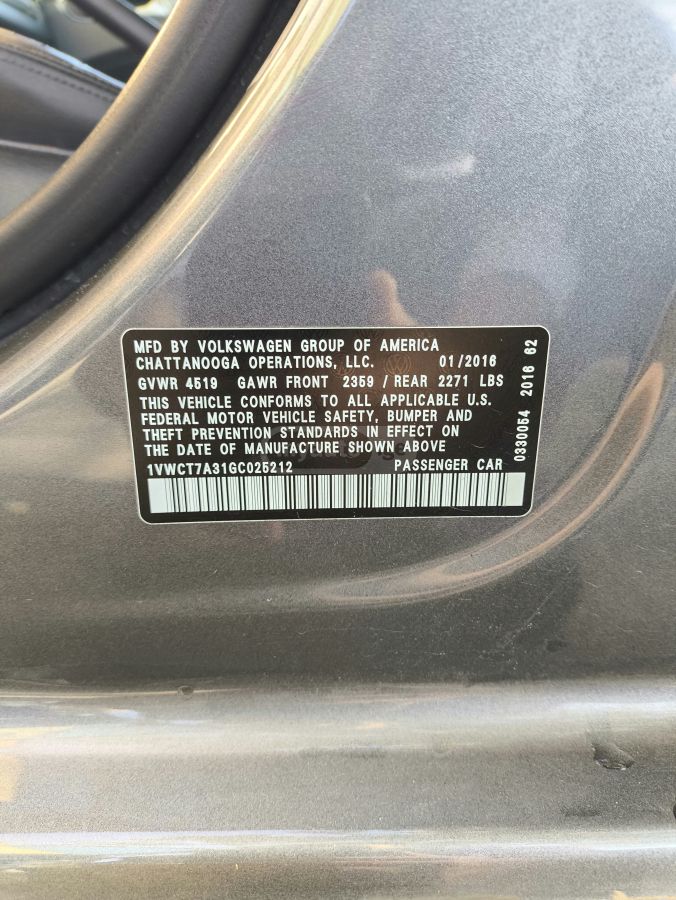 MFD BY VOLKSWAGEN GROUP OF AMERICA
CHATTANOOGA OPERATIONS, LLC. 01/2016
GVWR 4519 GAWR FRONT 2359 / REAR 2271 LBS
THIS VEHICLE CONFORMS TO ALL APPLICABLE U.S.
FEDERAL MOTOR VEHICLE SAFETY, BUMPER AND
THEFT PREVENTION STANDARDS IN EFFECT ON
THE DATE OF MANUFACTURE SHOWN ABOVE
1VWCT7A31GC025212 PASSENGER CAR
0330054 2016 62